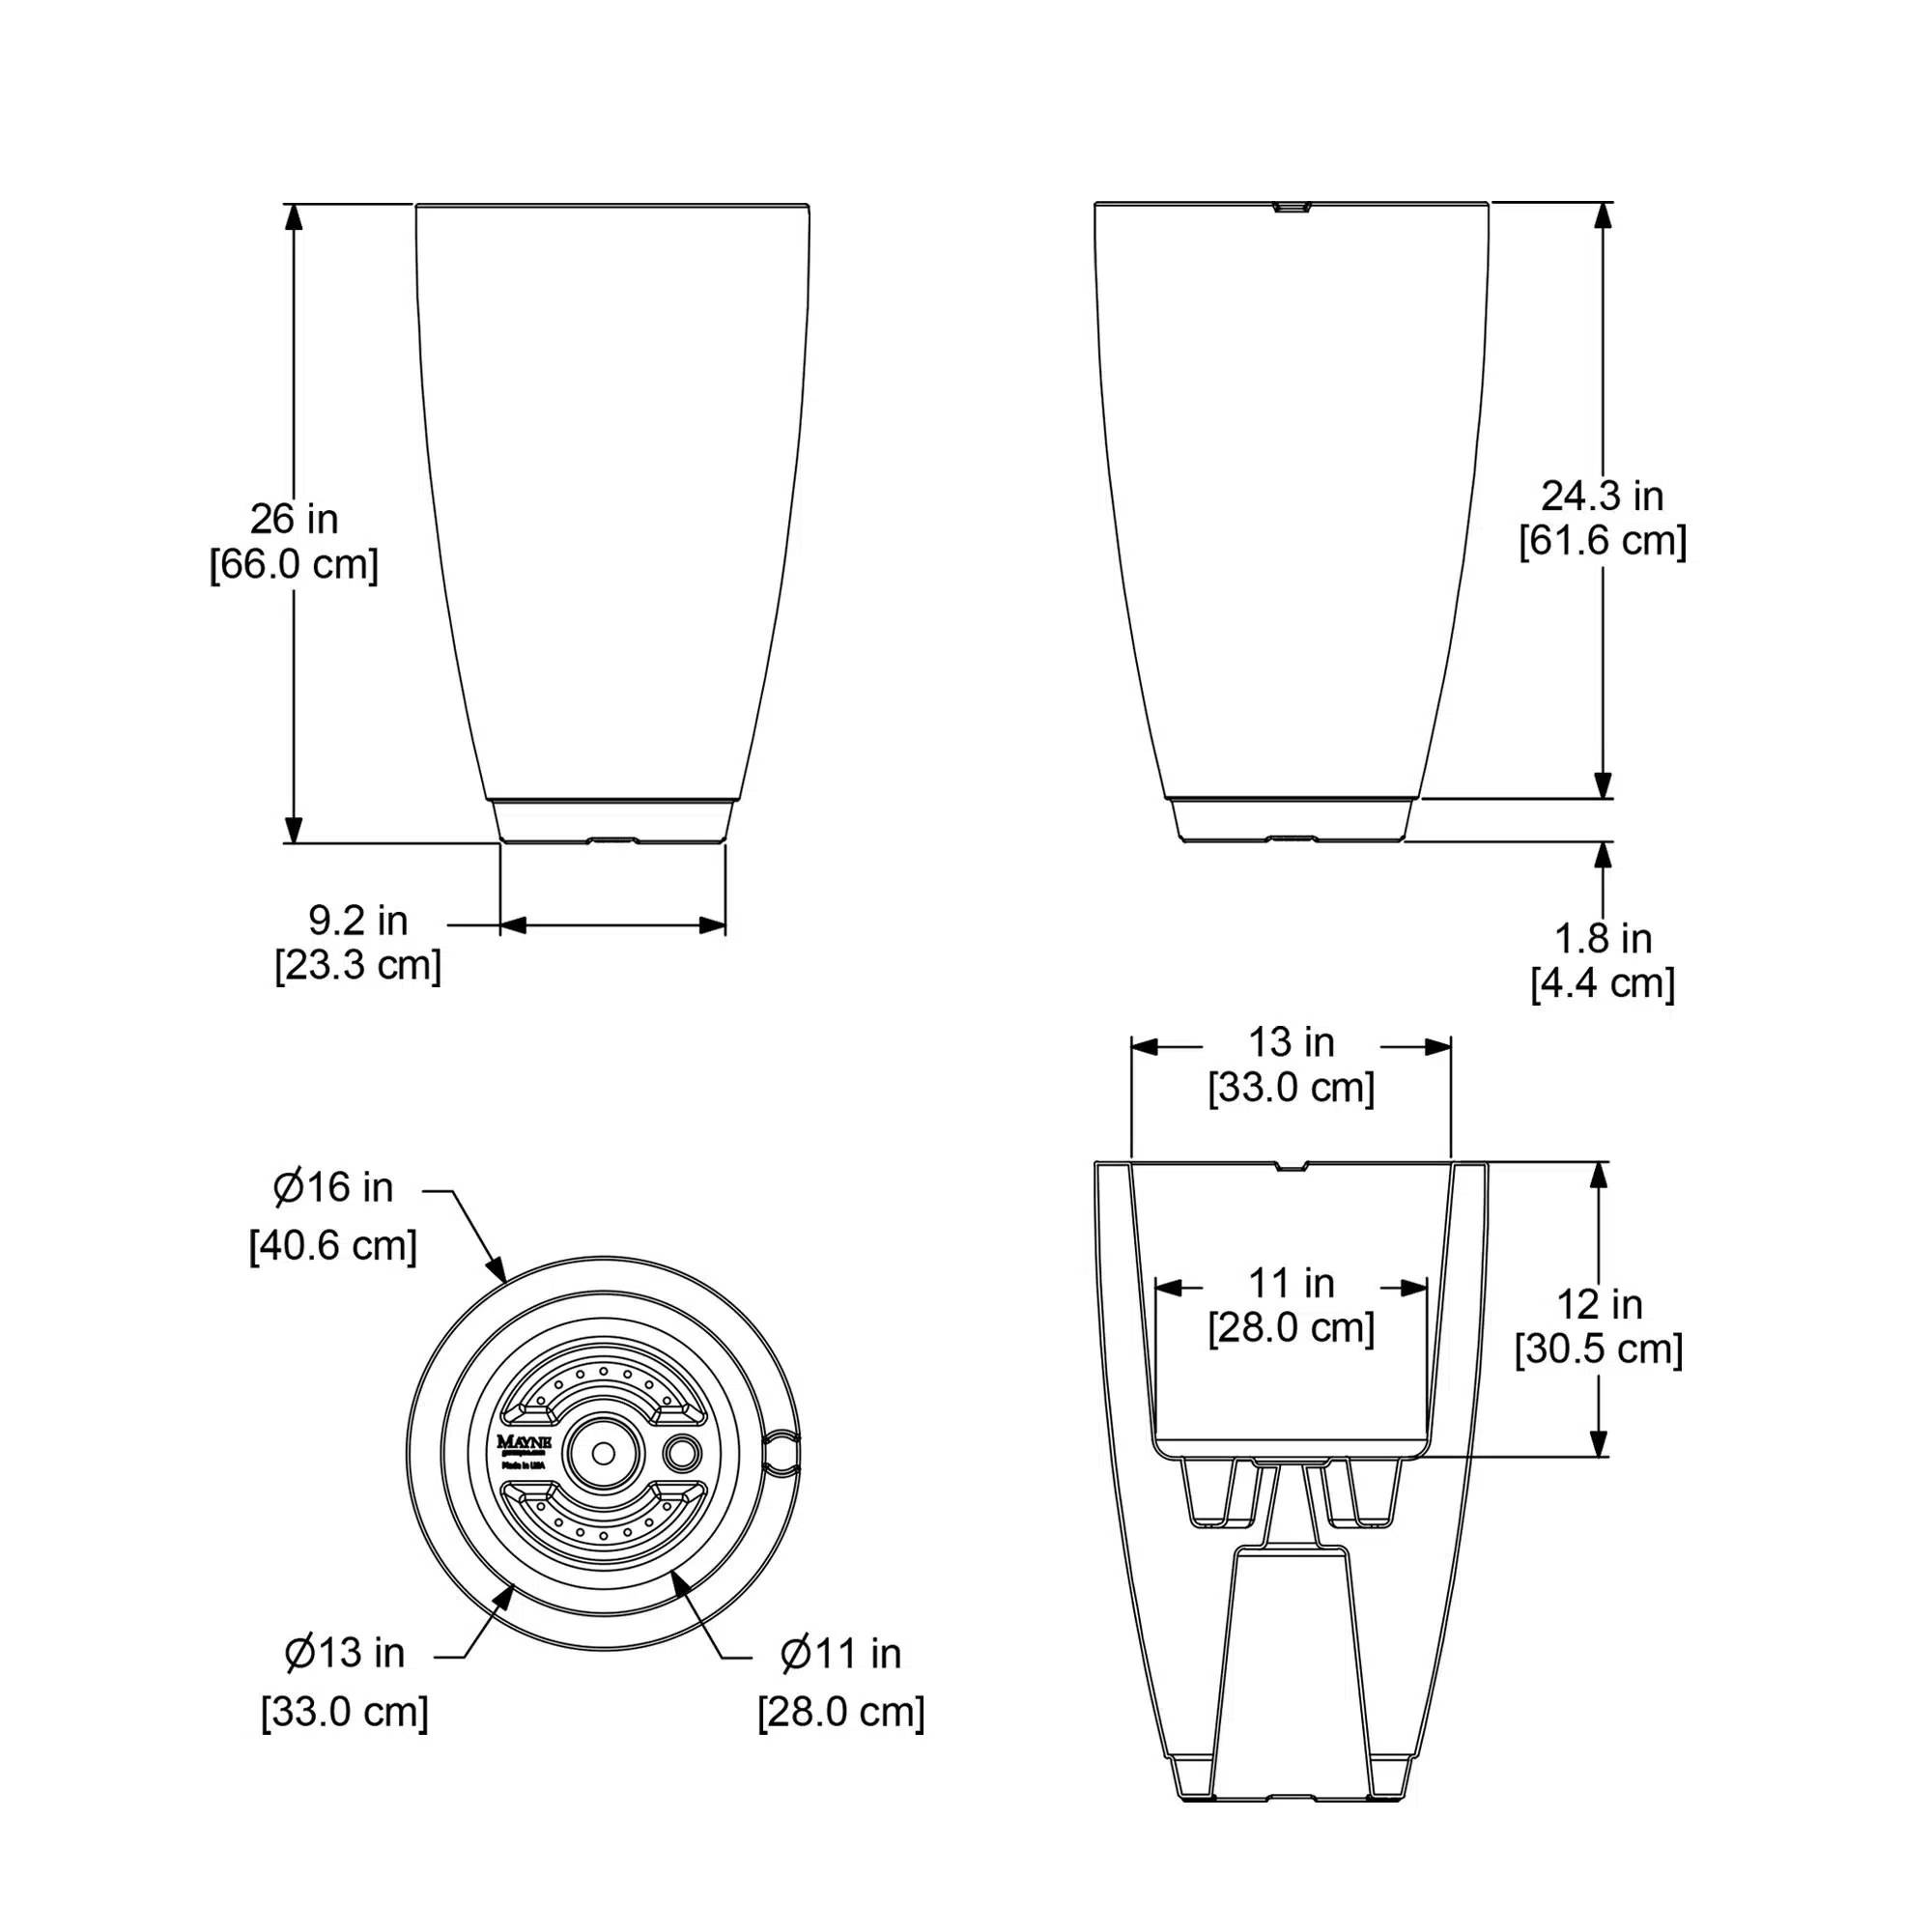 26 in
[66.0 cm]
24.3 in
[61.6 cm]
9.2 in
[23.3 cm]
1.8 in
[4.4 cm]
13 in
[33.0 cm]
Ø16 in
[40.6 cm]
11 in
[28.0 cm]
12 in
[30.5 cm]
MAYNE
Made in USA
Ø13 in
[33.0 cm]
Ø11 in
[28.0 cm]